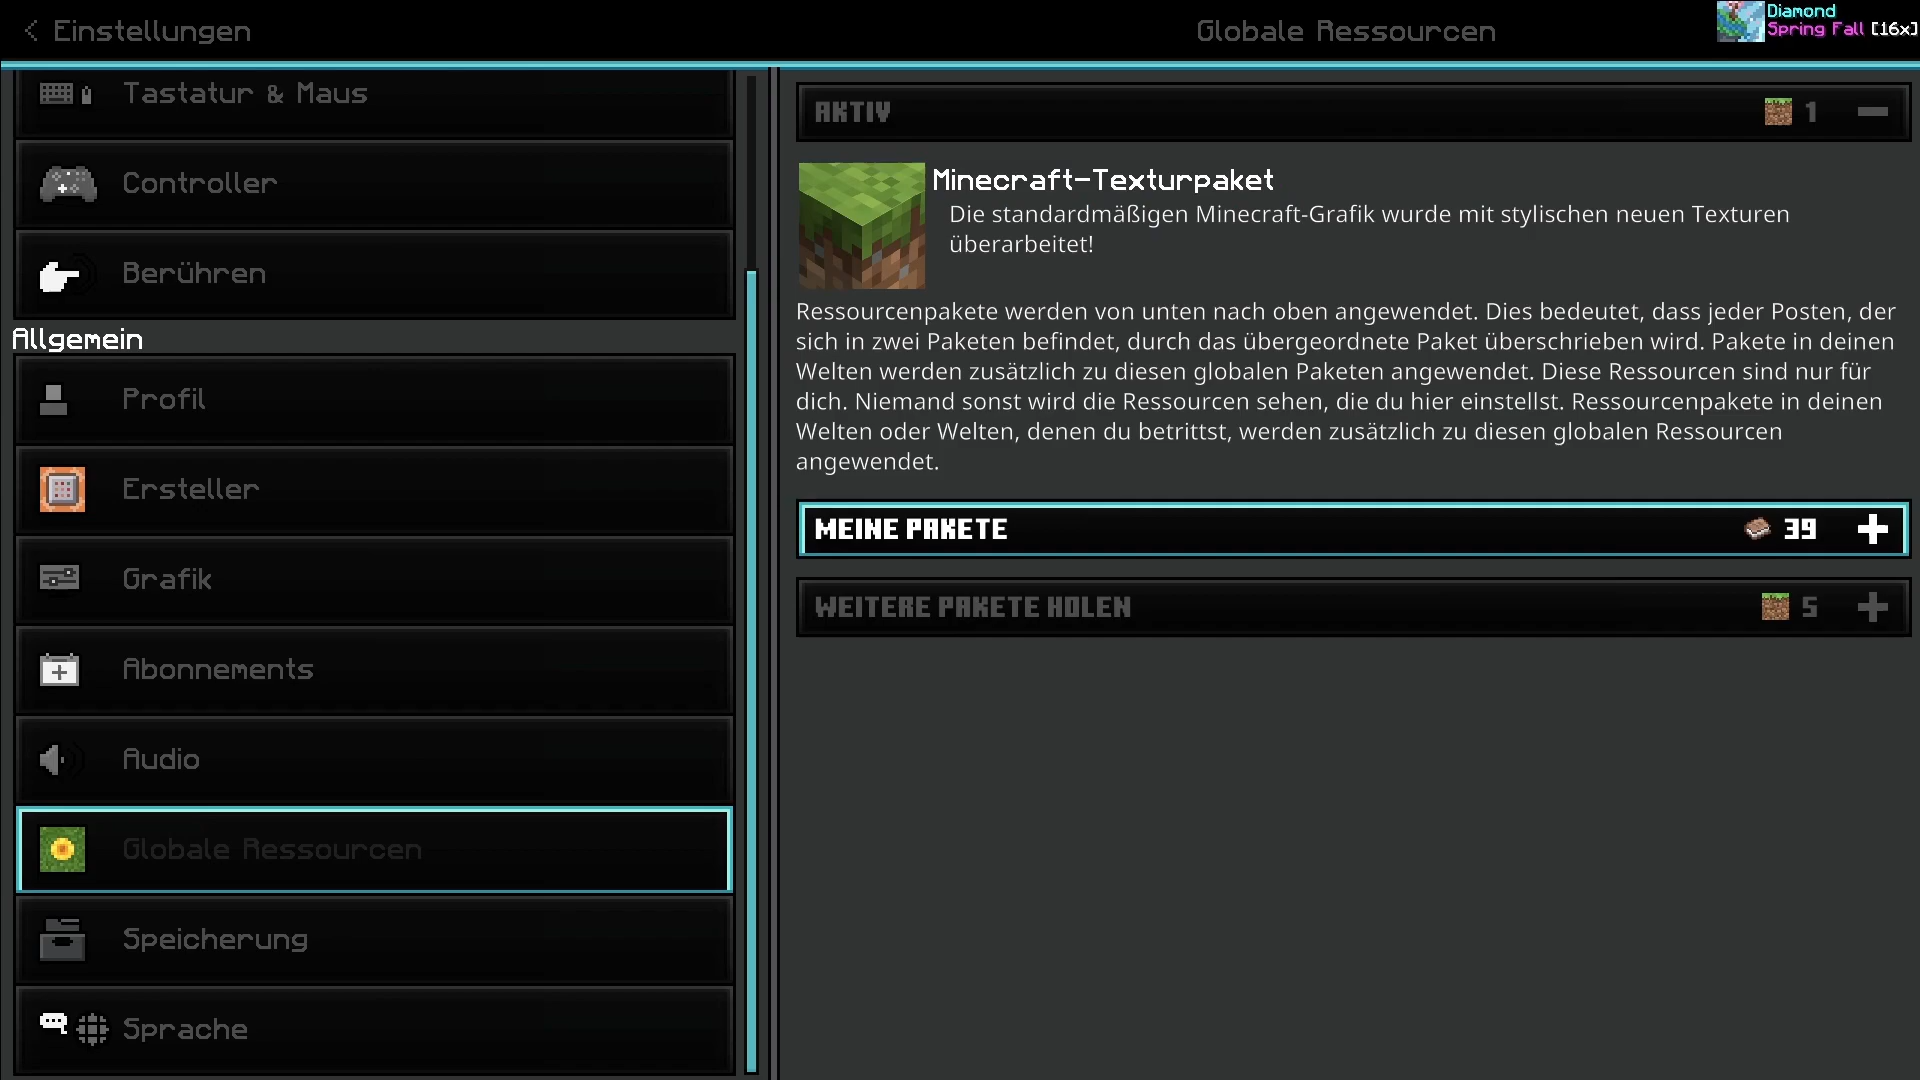 Einstellungen
Globale Ressourcen
Diamond
Spring Fall [16x]
Tastatur & Maus
Controller
Berühren
Allgemein
Profil
Ersteller
Grafik
Abonnements
Audio
Globale Ressourcen
Speicherung
Sprache
AKTIV 1
Minecraft-Texturpaket
Die standardmäßigen Minecraft-Grafik wurde mit stylischen neuen Texturen
überarbeitet!
Ressourcenpakete werden von unten nach oben angewendet. Dies bedeutet, dass jeder Posten, der
sich in zwei Paketen befindet, durch das übergeordnete Paket überschrieben wird. Pakete in deinen
Welten werden zusätzlich zu diesen globalen Paketen angewendet. Diese Ressourcen sind nur für
dich. Niemand sonst wird die Ressourcen sehen, die du hier einstellst. Ressourcenpakete in deinen
Welten oder Welten, denen du betrittst, werden zusätzlich zu diesen globalen Ressourcen
angewendet.
MEINE PAKETE 39
WEITERE PAKETE HOLEN 5